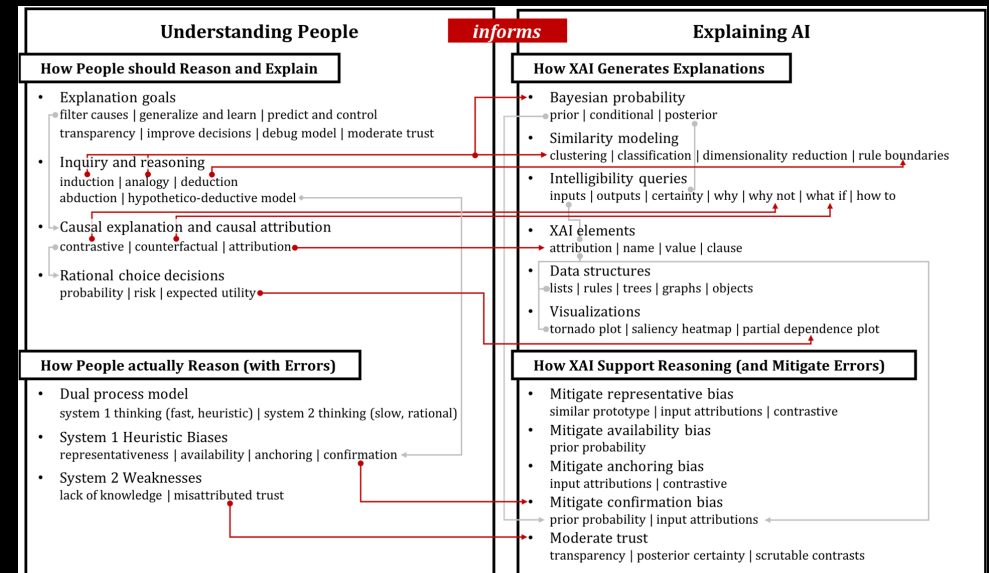 Understanding People
informs
Explaining AI
How People should Reason and Explain
• Explanation goals
filter causes | generalize and learn | predict and control
transparency | improve decisions | debug model | moderate trust
• Inquiry and reasoning
induction | analogy | deduction
abduction | hypothetico-deductive model
• Causal explanation and causal attribution
contrastive | counterfactual | attribution
• Rational choice decisions
probability | risk | expected utility
How People actually Reason (with Errors)
• Dual process model
system 1 thinking (fast, heuristic) | system 2 thinking (slow, rational)
• System 1 Heuristic Biases
representativeness | availability | anchoring | confirmation
• System 2 Weaknesses
lack of knowledge | misattributed trust
How XAI Generates Explanations
• Bayesian probability
prior | conditional | posterior
• Similarity modeling
clustering | classification | dimensionality reduction | rule boundaries
• Intelligibility queries
inputs | outputs | certainty | why | why not | what if | how to
• XAI elements
attribution | name | value | clause
• Data structures
lists | rules | trees | graphs | objects
• Visualizations
tornado plot | saliency heatmap | partial dependence plot
How XAI Support Reasoning (and Mitigate Errors)
• Mitigate representative bias
similar prototype | input attributions | contrastive
• Mitigate availability bias
prior probability
• Mitigate anchoring bias
input attributions | contrastive
• Mitigate confirmation bias
prior probability | input attributions
• Moderate trust
transparency | posterior certainty | scrutable contrasts